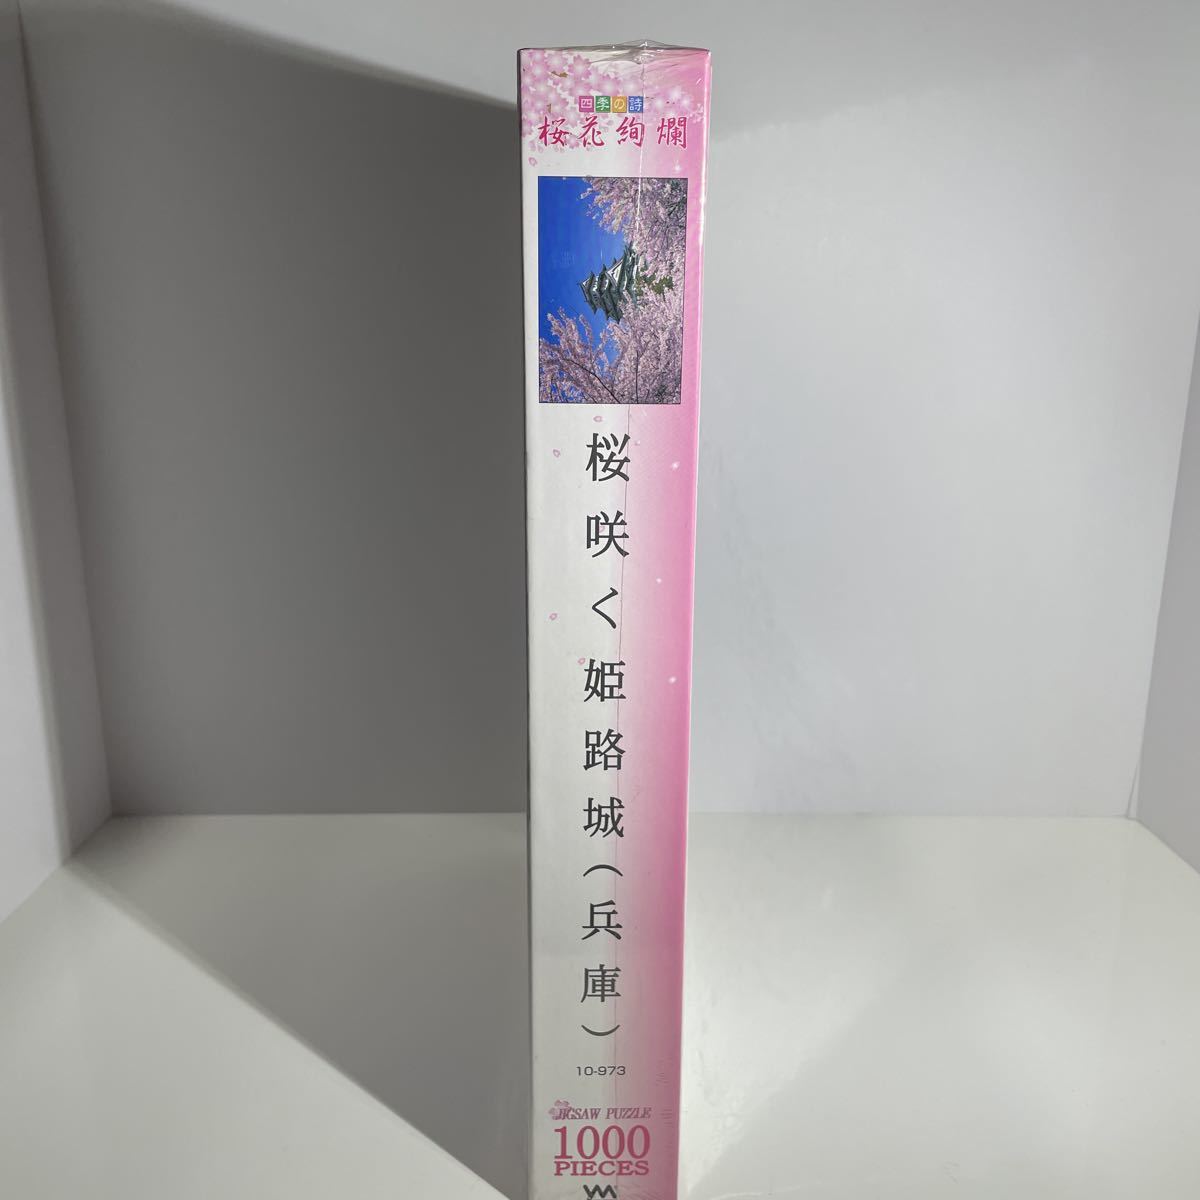 四季の詩
桜花絢爛
桜咲く姫路城(兵庫)
10-973
JIGSAW PUZZLE
1000
PIECES